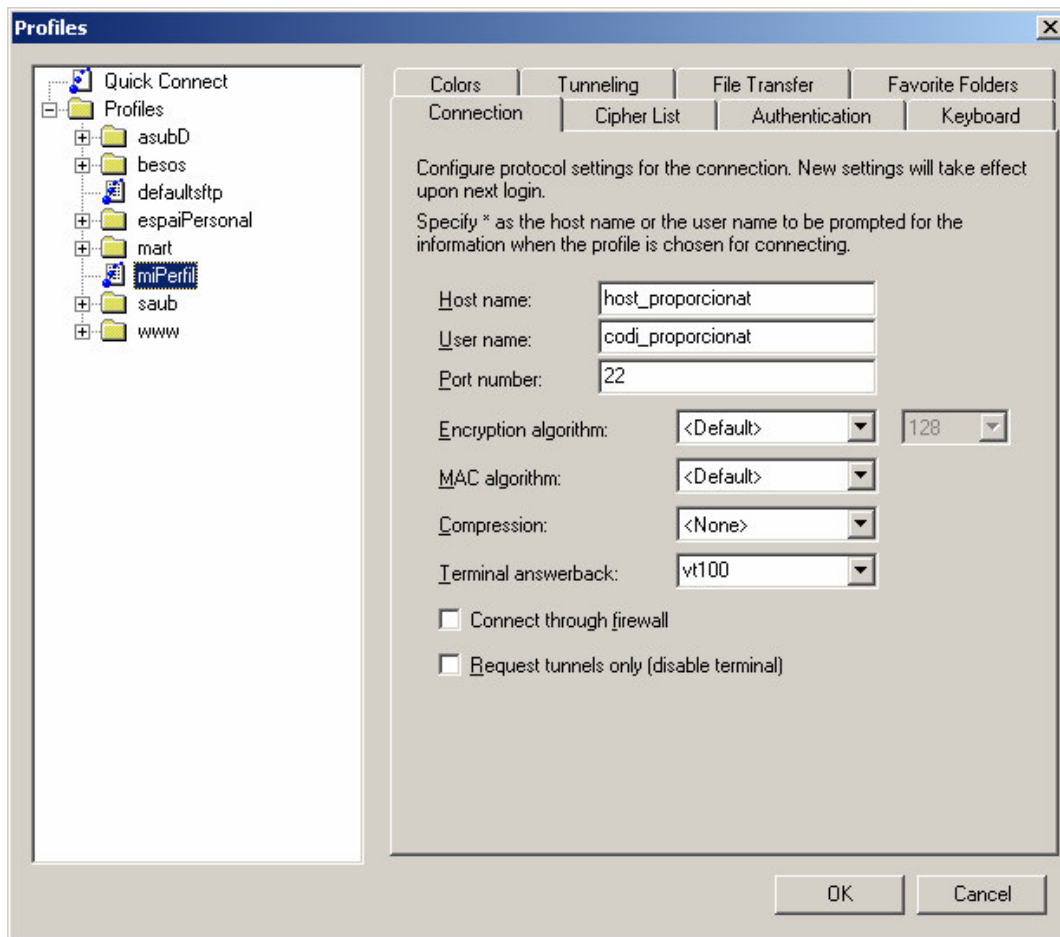 Profiles
Quick Connect
Profiles
asubD
besos
defaultsftp
espaiPersonal
mart
miPerfil
saub
www
Colors Tunneling File Transfer Favorite Folders
Connection Cipher List Authentication Keyboard
Configure protocol settings for the connection. New settings will take effect
upon next login.
Specify * as the host name or the user name to be prompted for the
information when the profile is chosen for connecting.
Host name: host_proporcionat
User name: codi_proporcionat
Port number: 22
Encryption algorithm: <Default> 128
MAC algorithm: <Default>
Compression: <None>
Terminal answerback: vt100
Connect through firewall
Request tunnels only (disable terminal)
OK Cancel